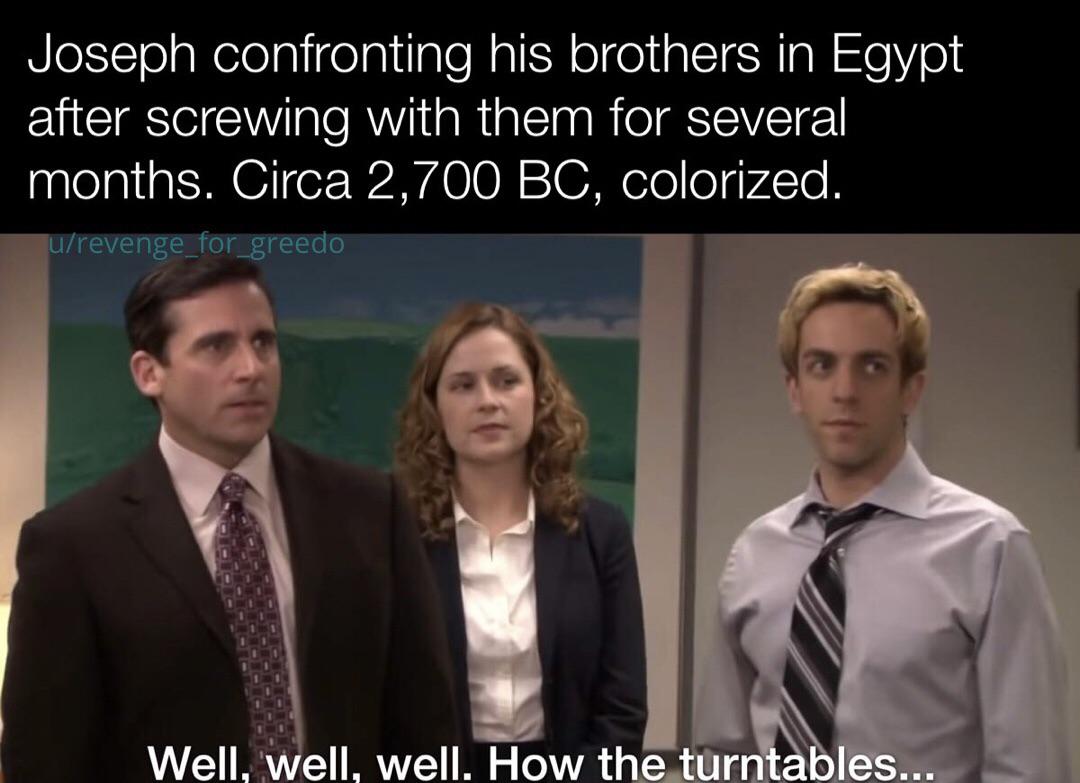 Joseph confronting his brothers in Egypt
after screwing with them for several
months. Circa 2,700 BC, colorized.
u/revenge_for_greedo
Well, well, well. How the turntables...